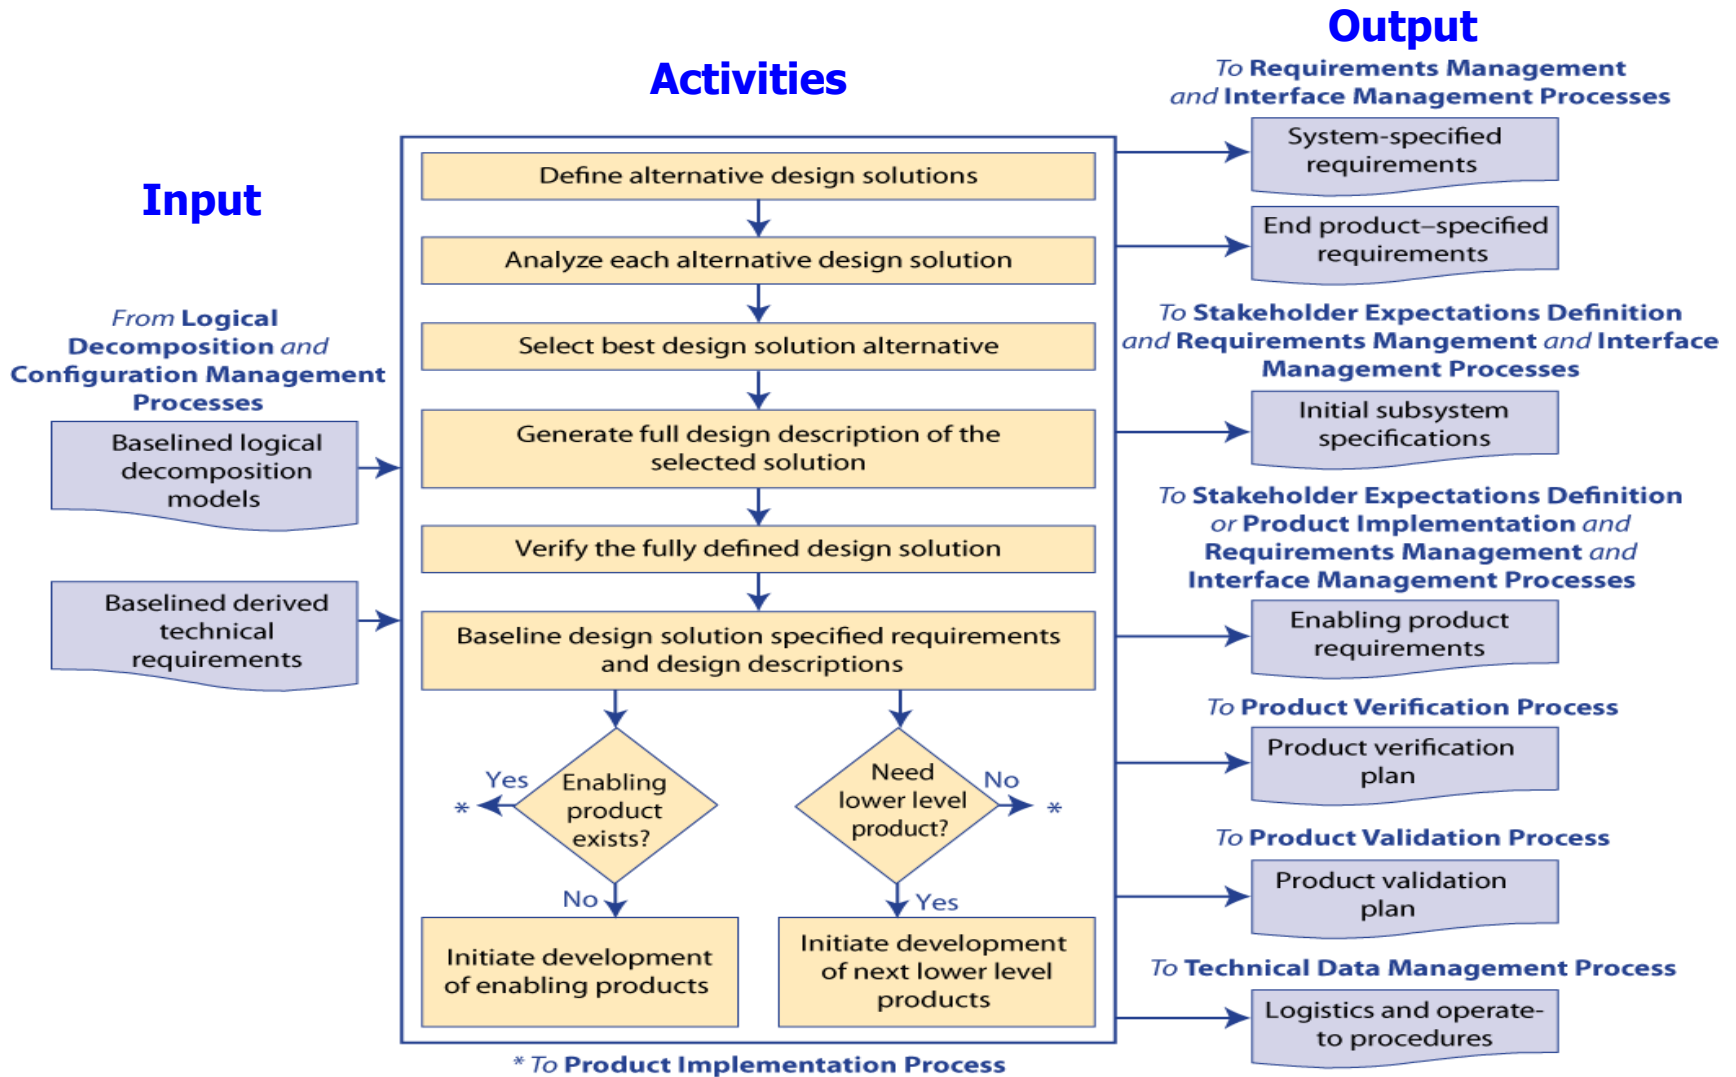 Input
From Logical
Decomposition and
Configuration Management
Processes
Baselined logical
decomposition
models
Baselined derived
technical
requirements
Activities
Define alternative design solutions
Analyze each alternative design solution
Select best design solution alternative
Generate full design description of the
selected solution
Verify the fully defined design solution
Baseline design solution specified requirements
and design descriptions
Yes
*
Enabling
product
exists?
No
Need
lower level
product?
No
*
Yes
Initiate development
of enabling products
Initiate development
of next lower level
products
* To Product Implementation Process
Output
To Requirements Management
and Interface Management Processes
System-specified
requirements
End product–specified
requirements
To Stakeholder Expectations Definition
and Requirements Mangement and Interface
Management Processes
Initial subsystem
specifications
To Stakeholder Expectations Definition
or Product Implementation and
Requirements Management and
Interface Management Processes
Enabling product
requirements
To Product Verification Process
Product verification
plan
To Product Validation Process
Product validation
plan
To Technical Data Management Process
Logistics and operate-
to procedures